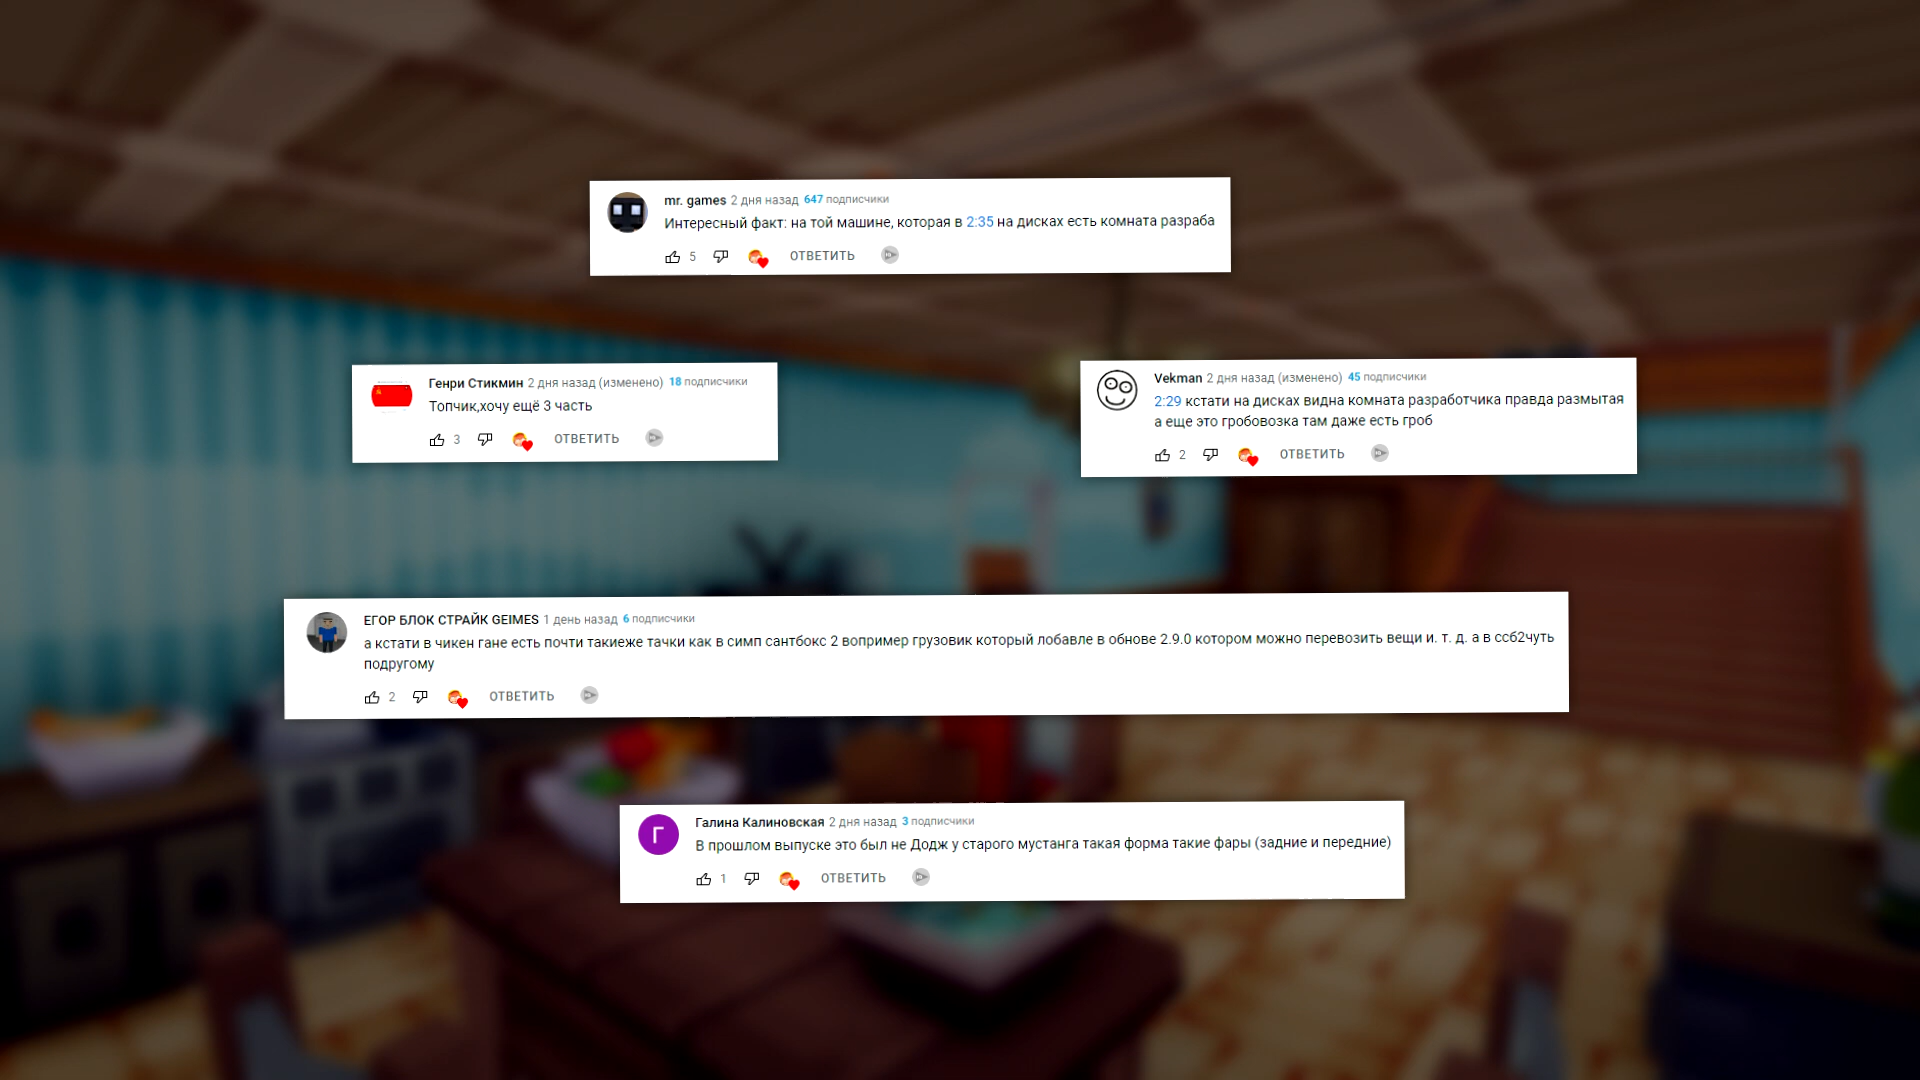 mr. games 2 дня назад 647 подписчики
Интересный факт: на той машине, которая в 2:35 на дисках есть комната разраба
5 ОТВЕТИТЬ
Генри Стикмин 2 дня назад (изменено) 18 подписчики
Топчик,хочу ещё 3 часть
3 ОТВЕТИТЬ
Vekman 2 дня назад (изменено) 45 подписчики
2:29 кстати на дисках видна комната разработчика правда размытая
а еще это гробовозка там даже есть гроб
2 ОТВЕТИТЬ
ЕГОР БЛОК СТРАЙК GEIMES 1 день назад 6 подписчики
а кстати в чикен гане есть почти такиеже тачки как в симп сантбокс 2 вопример грузовик который лобавле в обнове 2.9.0 котором можно перевозить вещи и. т. д. а в ссб2чуть
подругому
2 ОТВЕТИТЬ
Г
Галина Калиновская 2 дня назад 3 подписчики
В прошлом выпуске это был не Додж у старого мустанга такая форма такие фары (задние и передние)
1 ОТВЕТИТЬ